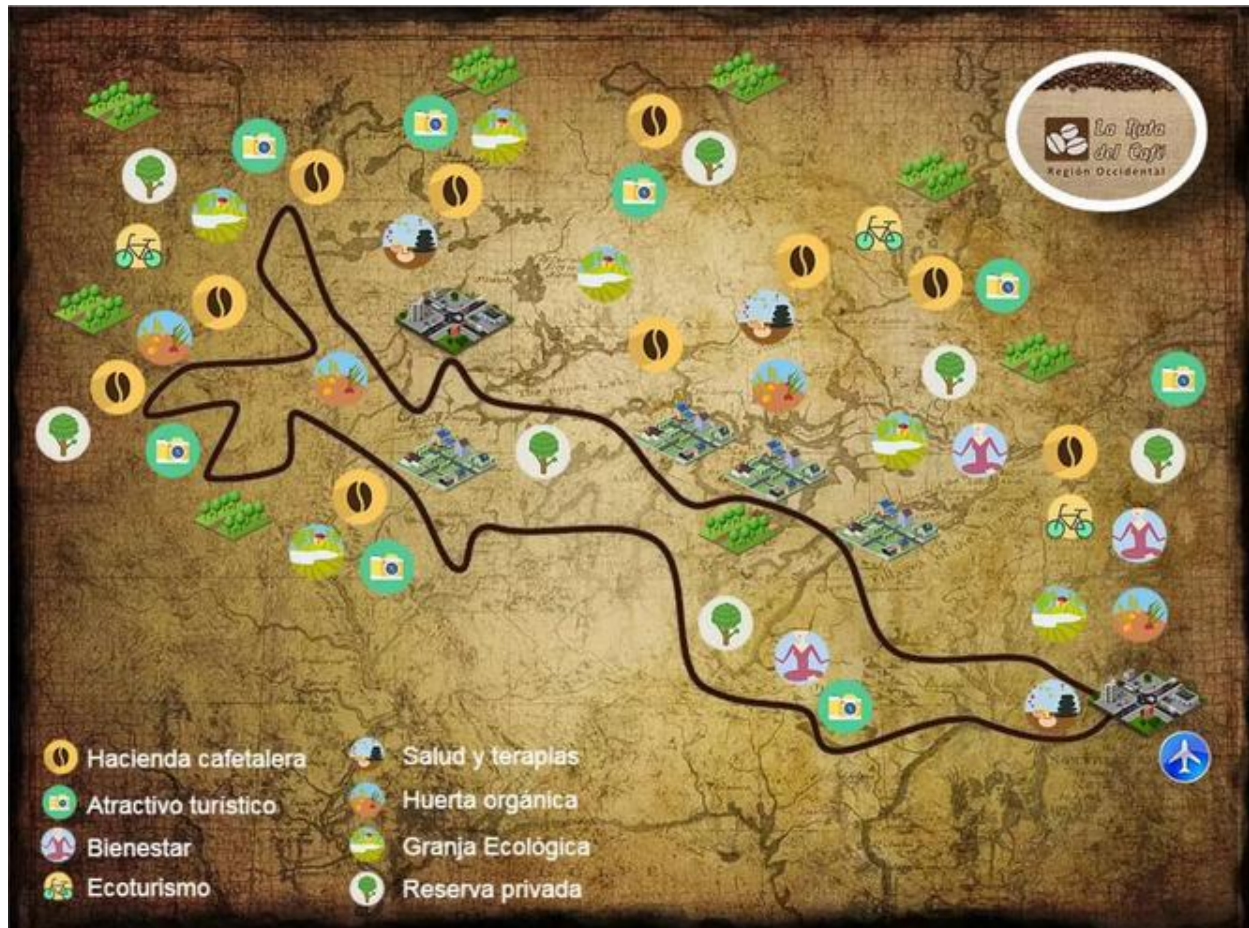 La Ruta
del Café
Región Occidental
Hacienda cafetalera
Atractivo turístico
Bienestar
Ecoturismo
Salud y terapias
Huerta orgánica
Granja Ecológica
Reserva privada